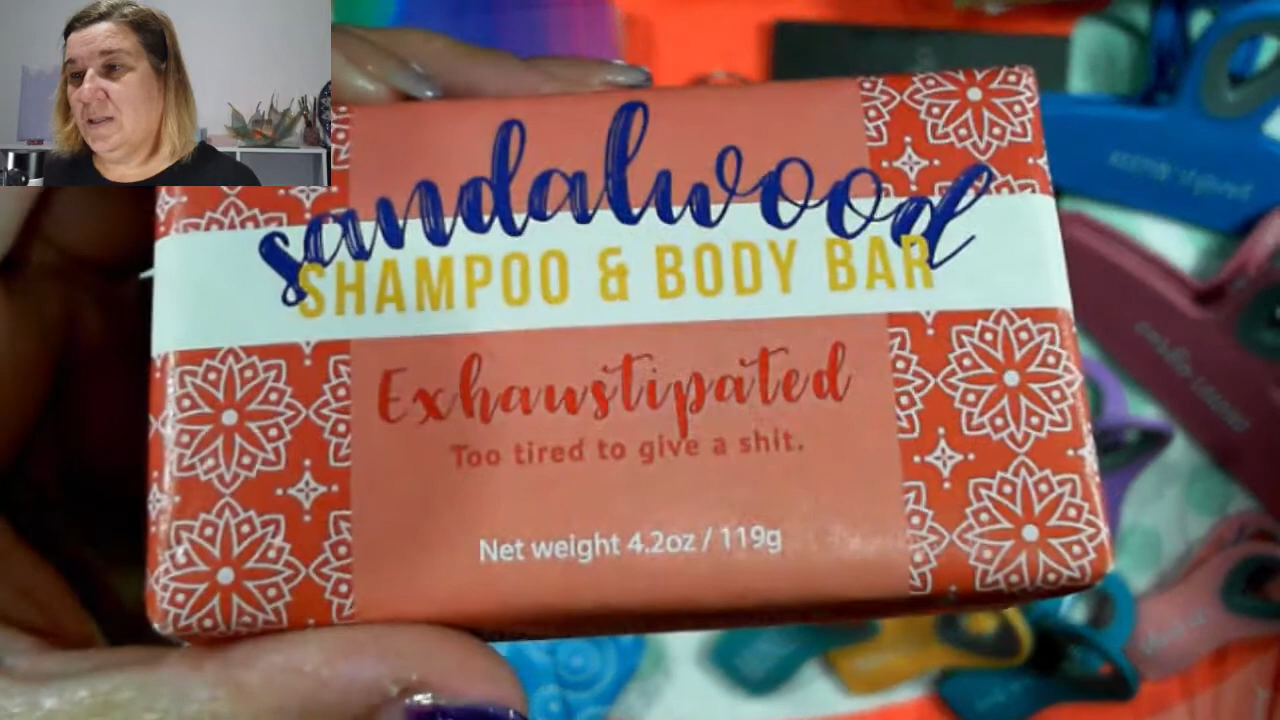 sandalwood
SHAMPOO & BODY BAR
Exhaustipated
Too tired to give a shit.
Net weight 4.2oz / 119g